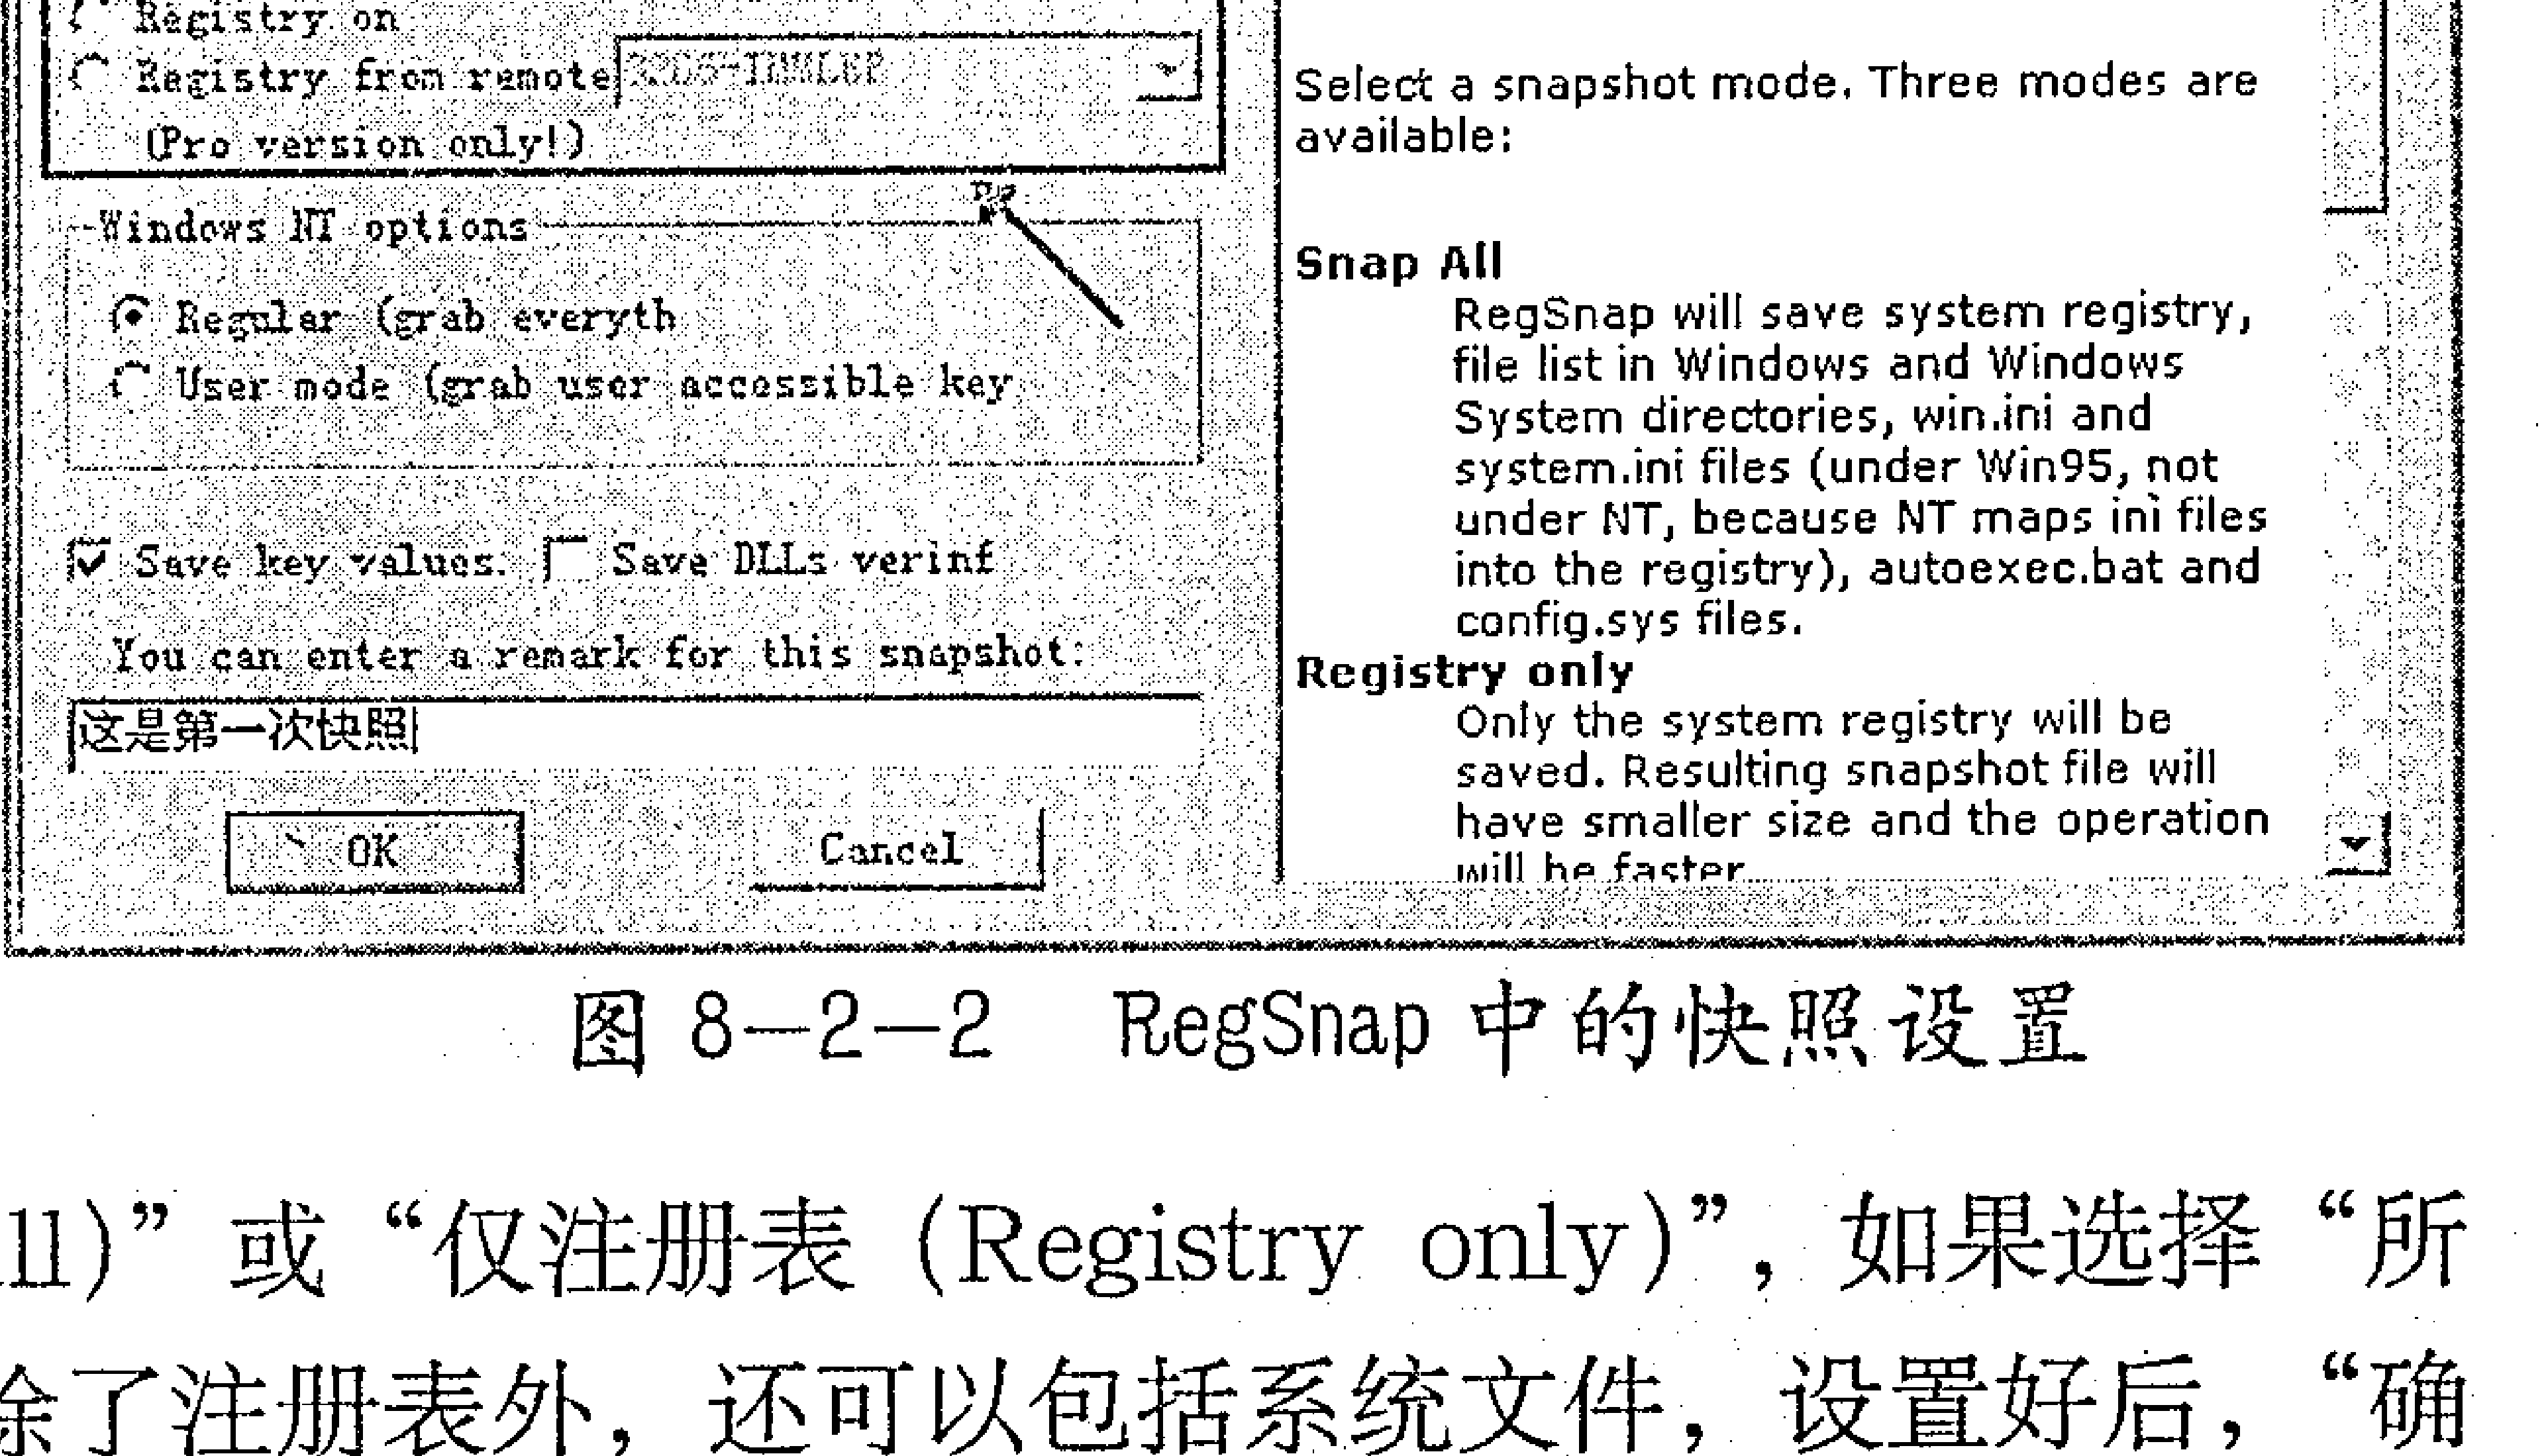 Registry on
Registry from remote
(Pro version only!)
Windows NT options
Regular (grab everyth
User mode (grab user accessible key
Save key values. Save DLLs verinf
You can enter a remark for this snapshot:
这是第一次快照
OK Cancel
Select a snapshot mode. Three modes are
available:
Snap All
RegSnap will save system registry,
file list in Windows and Windows
System directories, win.ini and
system.ini files (under Win95, not
under NT, because NT maps ini files
into the registry), autoexec.bat and
config.sys files.
Registry only
Only the system registry will be
saved. Resulting snapshot file will
have smaller size and the operation
will be faster
图 8—2—2 RegSnap 中的快照设置
ll)” 或 “仅注册表 (Registry only)”, 如果选择 “所
除了注册表外, 还可以包括系统文件, 设置好后, “确